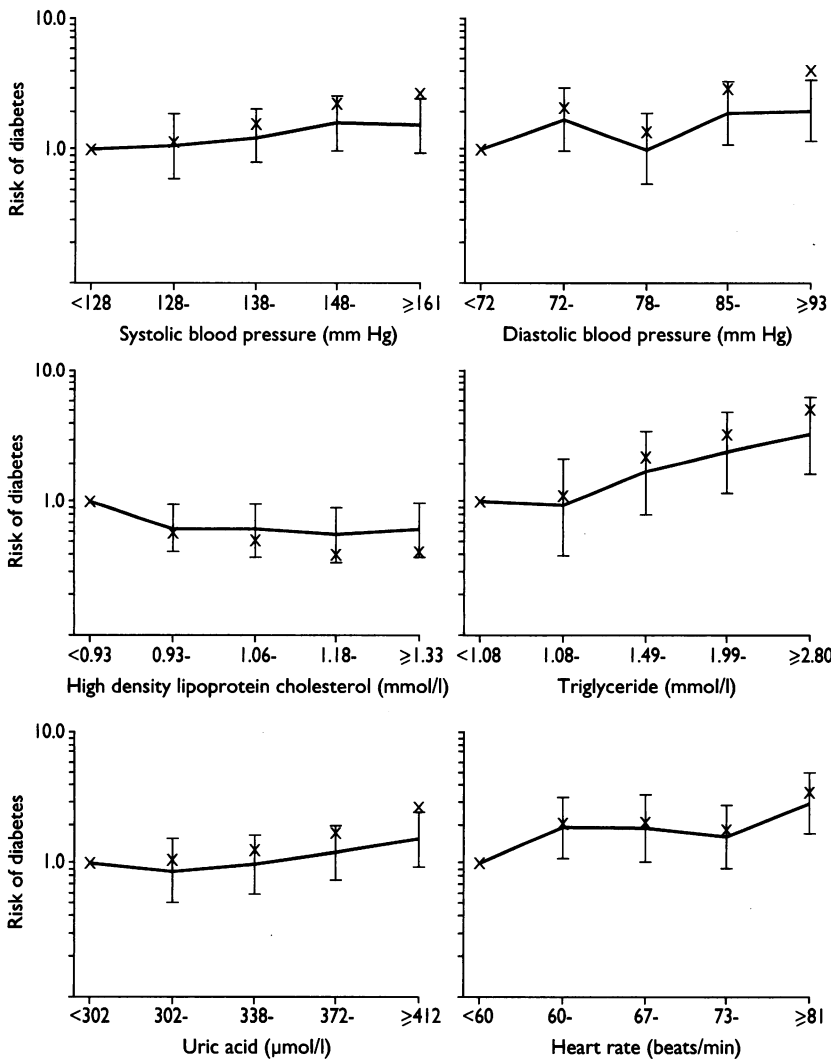 10.0
1.0
Risk of diabetes
<128 128- 138- 148- ⩾161
Systolic blood pressure (mm Hg)
<72 72- 78- 85- ⩾93
Diastolic blood pressure (mm Hg)
10.0
1.0
Risk of diabetes
<0.93 0.93- 1.06- 1.18- ⩾1.33
High density lipoprotein cholesterol (mmol/l)
<1.08 1.08- 1.49- 1.99- ⩾2.80
Triglyceride (mmol/l)
10.0
1.0
Risk of diabetes
<302 302- 338- 372- ⩾412
Uric acid (µmol/l)
<60 60- 67- 73- ⩾81
Heart rate (beats/min)